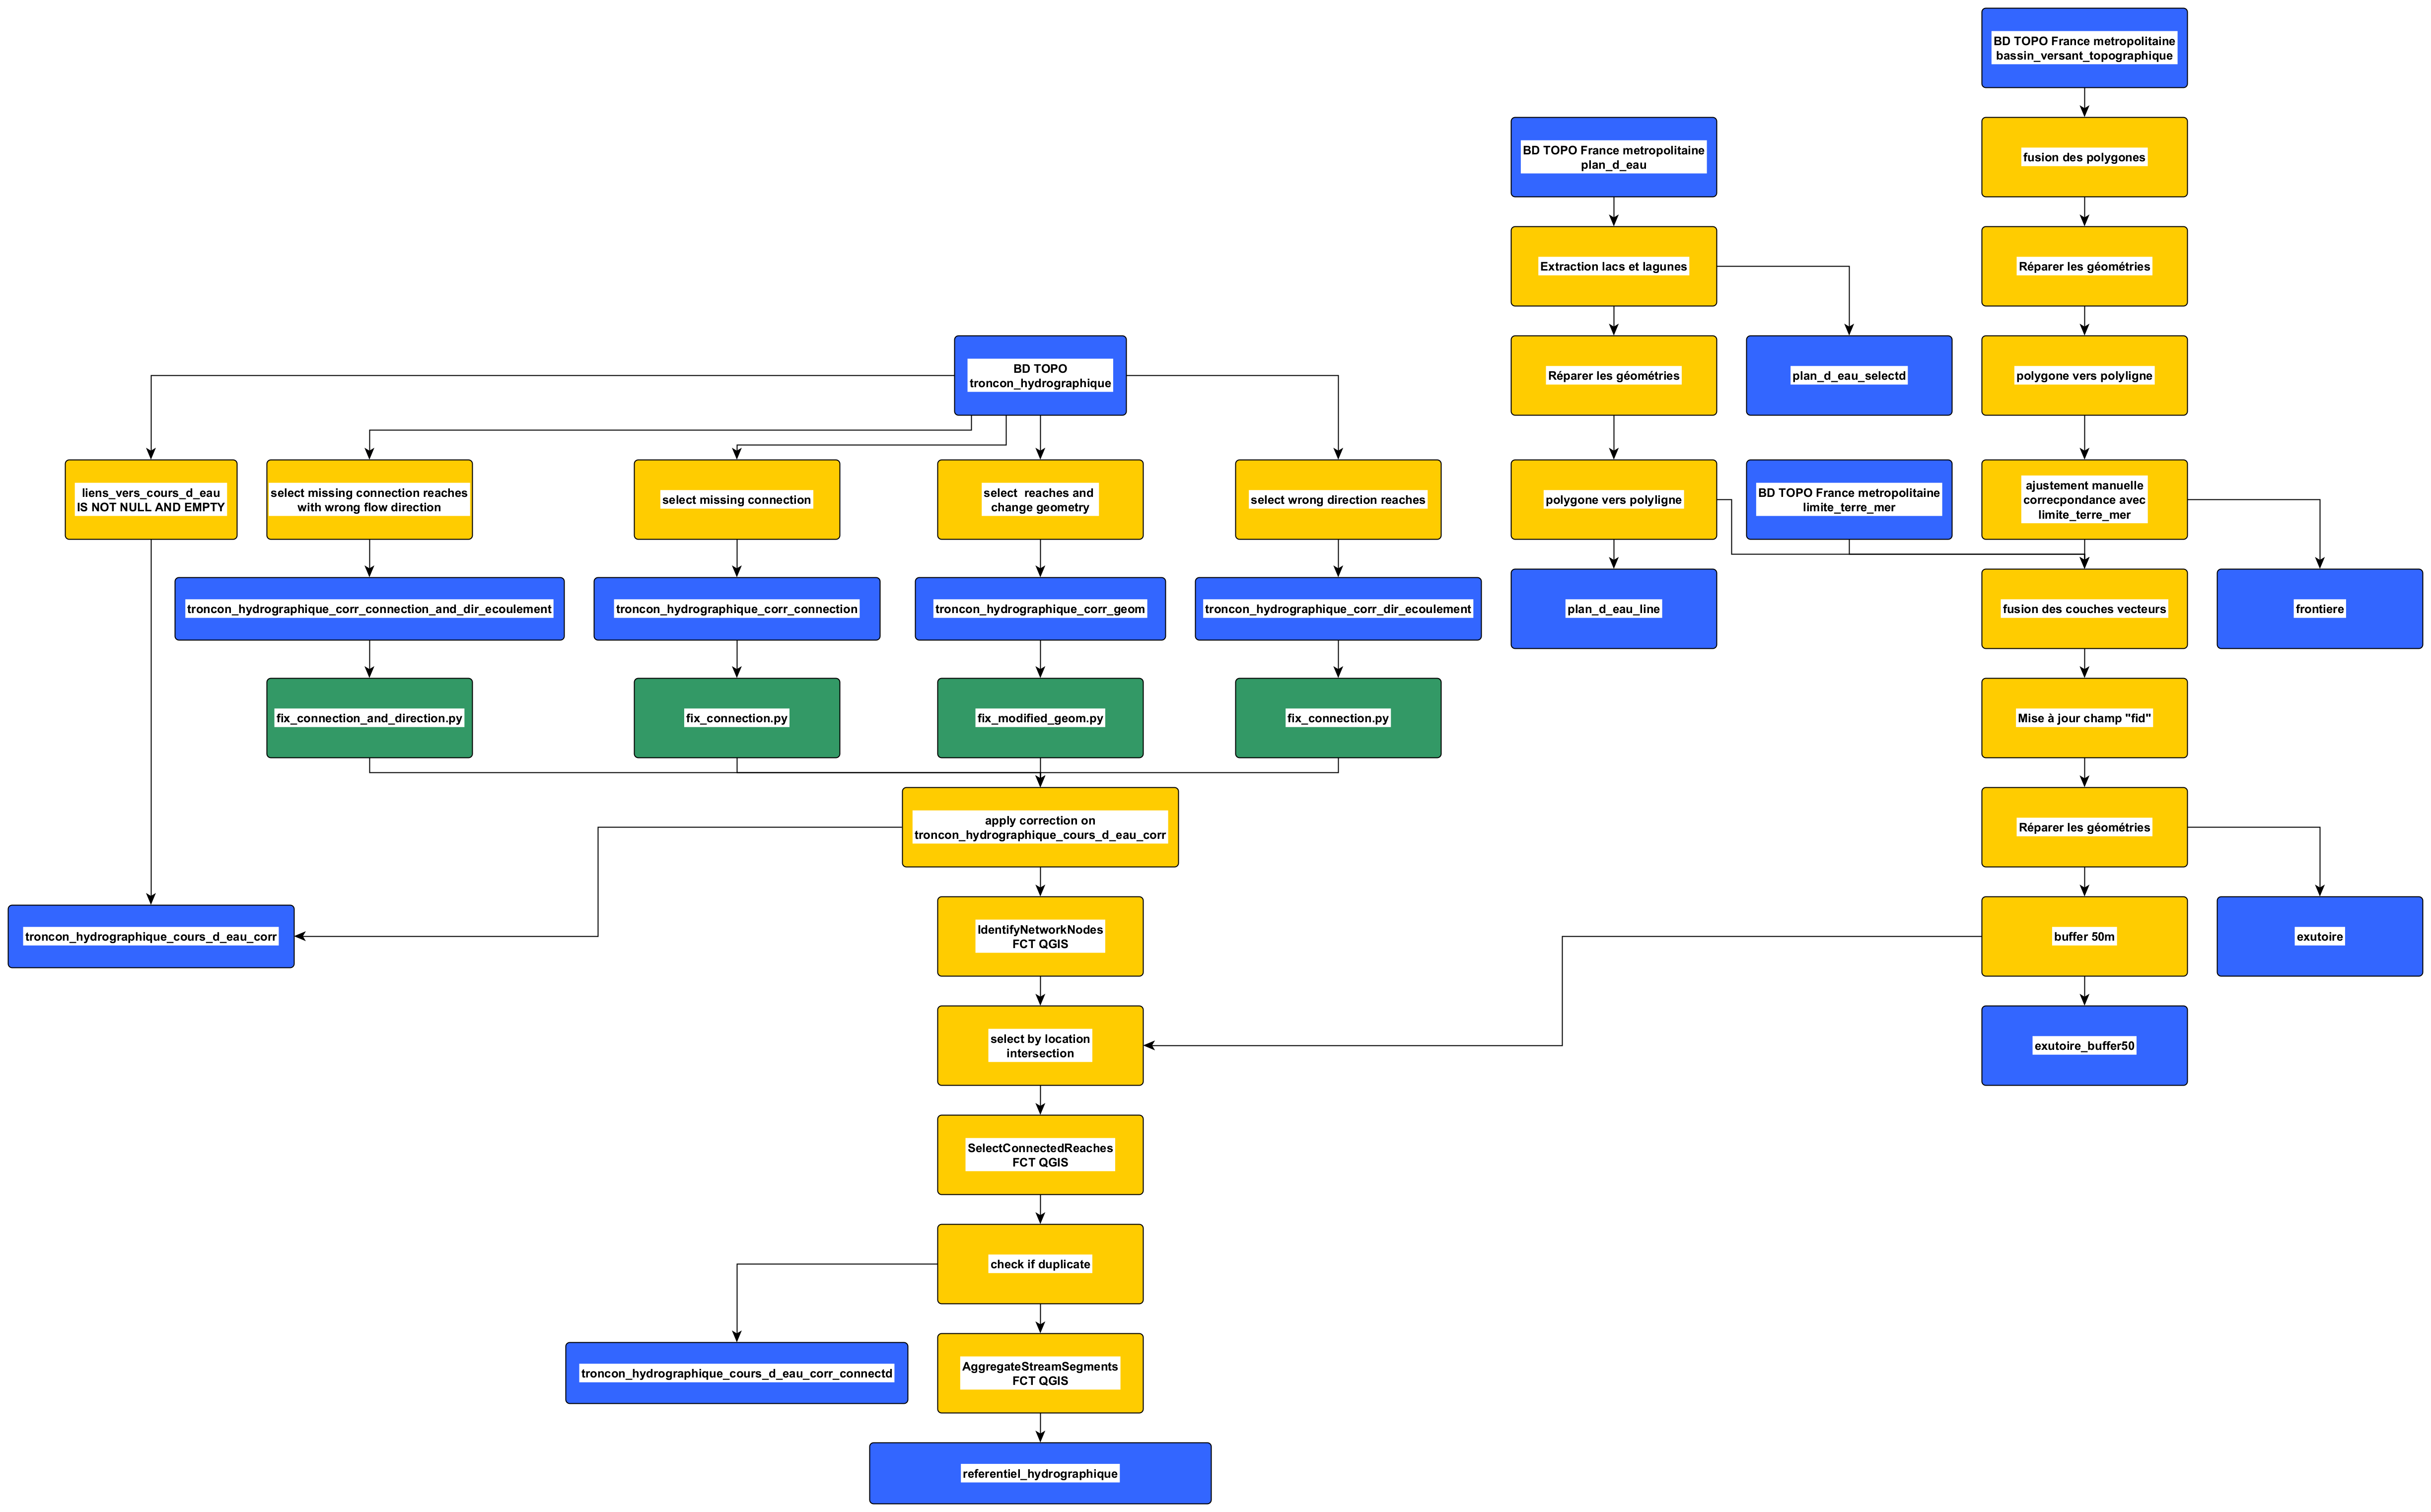 BD TOPO France metropolitaine
bassin_versant_topographique
BD TOPO France metropolitaine
plan_d_eau
fusion des polygones
Extraction lacs et lagunes
Réparer les géométries
BD TOPO
troncon_hydrographique
Réparer les géométries
plan_d_eau_selectd
polygone vers polyligne
liens_vers_cours_d_eau
IS NOT NULL AND EMPTY
select missing connection reaches
with wrong flow direction
select missing connection
select  reaches and
change geometry
select wrong direction reaches
polygone vers polyligne
BD TOPO France metropolitaine
limite_terre_mer
ajustement manuelle
correcpondance avec
limite_terre_mer
troncon_hydrographique_corr_connection_and_dir_ecoulement
troncon_hydrographique_corr_connection
troncon_hydrographique_corr_geom
troncon_hydrographique_corr_dir_ecoulement
plan_d_eau_line
fusion des couches vecteurs
frontiere
fix_connection_and_direction.py
fix_connection.py
fix_modified_geom.py
fix_connection.py
Mise à jour champ "fid"
apply correction on
troncon_hydrographique_cours_d_eau_corr
Réparer les géométries
troncon_hydrographique_cours_d_eau_corr
IdentifyNetworkNodes
FCT QGIS
buffer 50m
exutoire
select by location
intersection
exutoire_buffer50
SelectConnectedReaches
FCT QGIS
check if duplicate
troncon_hydrographique_cours_d_eau_corr_connectd
AggregateStreamSegments
FCT QGIS
referentiel_hydrographique